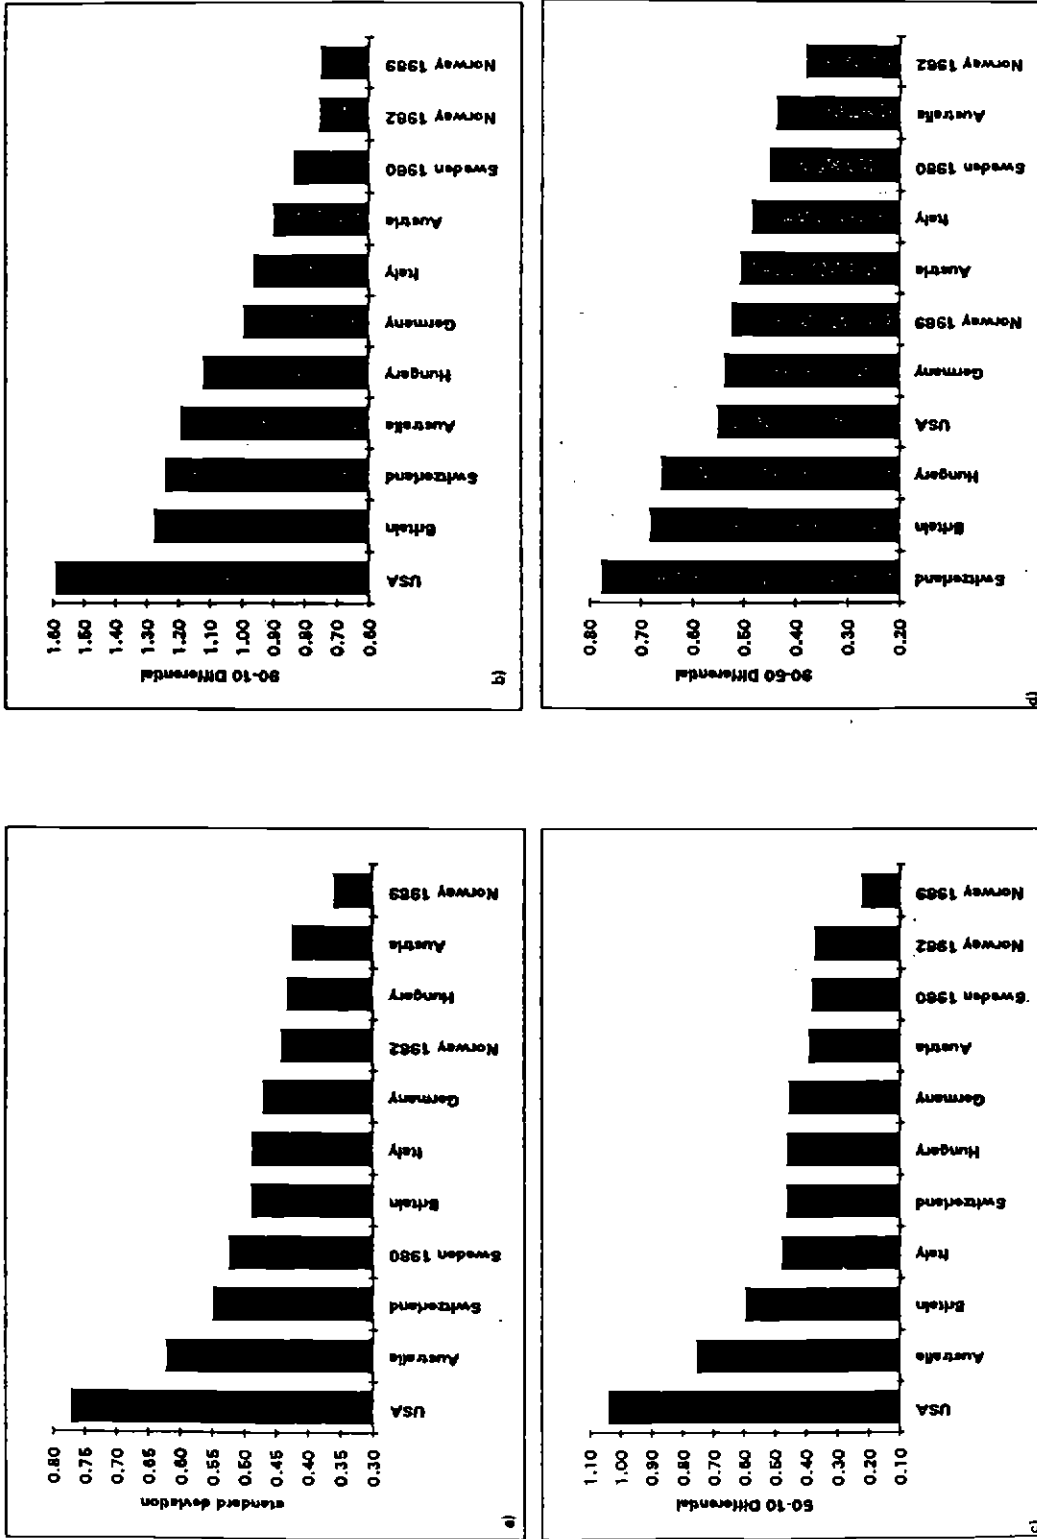 a)
standard deviation
0.80
0.75
0.70
0.65
0.60
0.55
0.50
0.45
0.40
0.35
0.30
USA
Australia
Switzerland
Sweden 1980
Britain
Italy
Germany
Norway 1982
Hungary
Austria
Norway 1989
b)
90-10 Differential
1.60
1.50
1.40
1.30
1.20
1.10
1.00
0.90
0.80
0.70
0.60
USA
Britain
Switzerland
Australia
Hungary
Germany
Italy
Austria
Sweden 1980
Norway 1982
Norway 1989
c)
50-10 Differential
1.10
1.00
0.90
0.80
0.70
0.60
0.50
0.40
0.30
0.20
0.10
USA
Australia
Britain
Italy
Switzerland
Hungary
Germany
Austria
Sweden 1980
Norway 1982
Norway 1989
d)
90-50 Differential
0.80
0.70
0.60
0.50
0.40
0.30
0.20
Switzerland
Britain
Hungary
USA
Germany
Norway 1989
Austria
Italy
Sweden 1980
Australia
Norway 1982